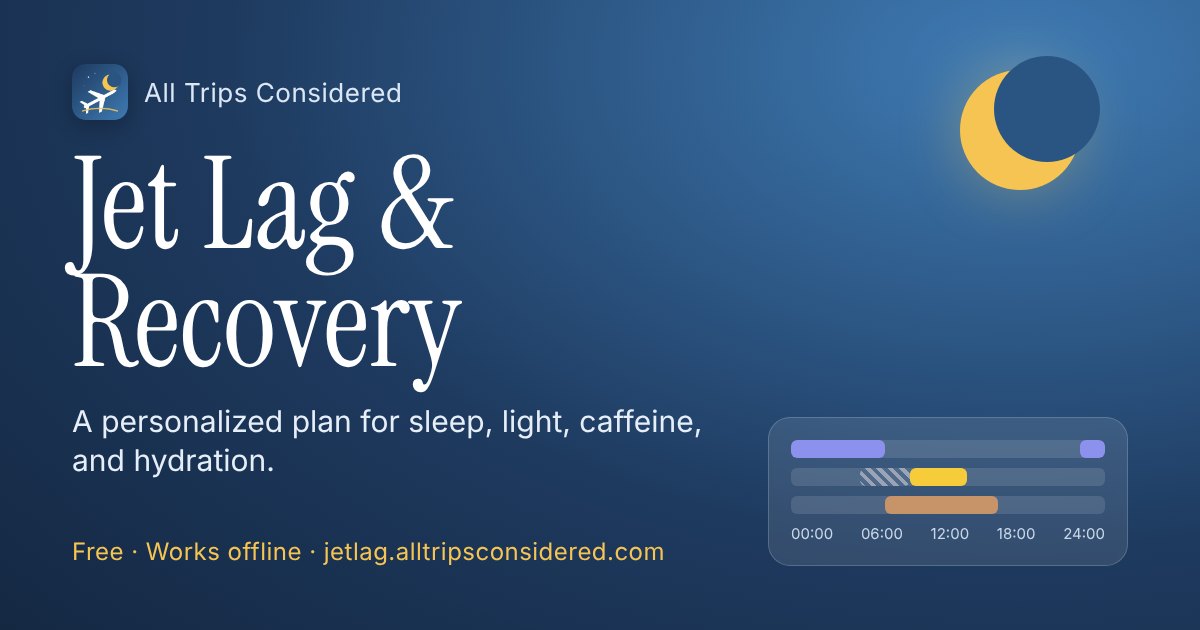 All Trips Considered
Jet Lag &
Recovery
A personalized plan for sleep, light, caffeine,
and hydration.
Free · Works offline · jetlag.alltripsconsidered.com
00:00 06:00 12:00 18:00 24:00